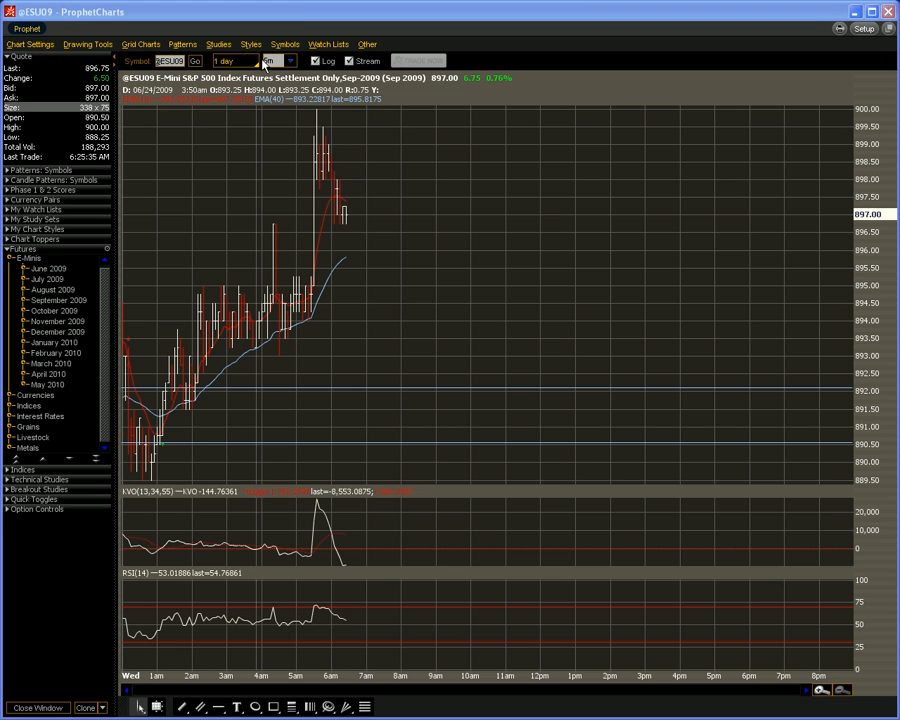 @ESU09 - ProphetCharts
Prophet
Setup
Chart Settings Drawing Tools Grid Charts Patterns Studies Styles Symbols Watch Lists Other
Symbol @ESU09 Go 1 day Log Stream
Quote
Last: 896.75
Change: 6.50
Bid: 897.00
Ask: 897.00
Size: 338 x 75
Open: 890.50
High: 900.00
Low: 888.25
Total Vol: 188,293
Last Trade: 6:25:35 AM
Patterns: Symbols
Candle Patterns: Symbols
Phase 1 & 2 Scores
Currency Pairs
My Watch Lists
My Study Sets
My Chart Styles
Chart Toppers
Futures
E-Minis
June 2009
July 2009
August 2009
September 2009
October 2009
November 2009
December 2009
January 2010
February 2010
March 2010
April 2010
May 2010
Currencies
Indices
Interest Rates
Grains
Livestock
Metals
Indices
Technical Studies
Breakout Studies
Quick Toggles
Option Controls
@ESU09 E-Mini S&P 500 Index Futures Settlement Only,Sep-2009 (Sep 2009) 897.00 6.75 0.76%
D: 06/24/2009 3:50am O:893.25 H:894.00 L:893.25 C:894.00 R:0.75 Y:
EMA(40) —893.22817 last=895.8175
900.00
899.50
899.00
898.50
898.00
897.50
897.00
896.50
896.00
895.50
895.00
894.50
894.00
893.50
893.00
892.50
892.00
891.50
891.00
890.50
890.00
889.50
KVO(13,34,55) —KVO -144.76361 last=-8,553.0875;
20,000
10,000
0
RSI(14) —53.01886 last=54.76861
100
75
50
25
0
Wed 1am 2am 3am 4am 5am 6am 7am 8am 9am 10am 11am 12pm 1pm 2pm 3pm 4pm 5pm 6pm 7pm 8pm
Close Window Clone